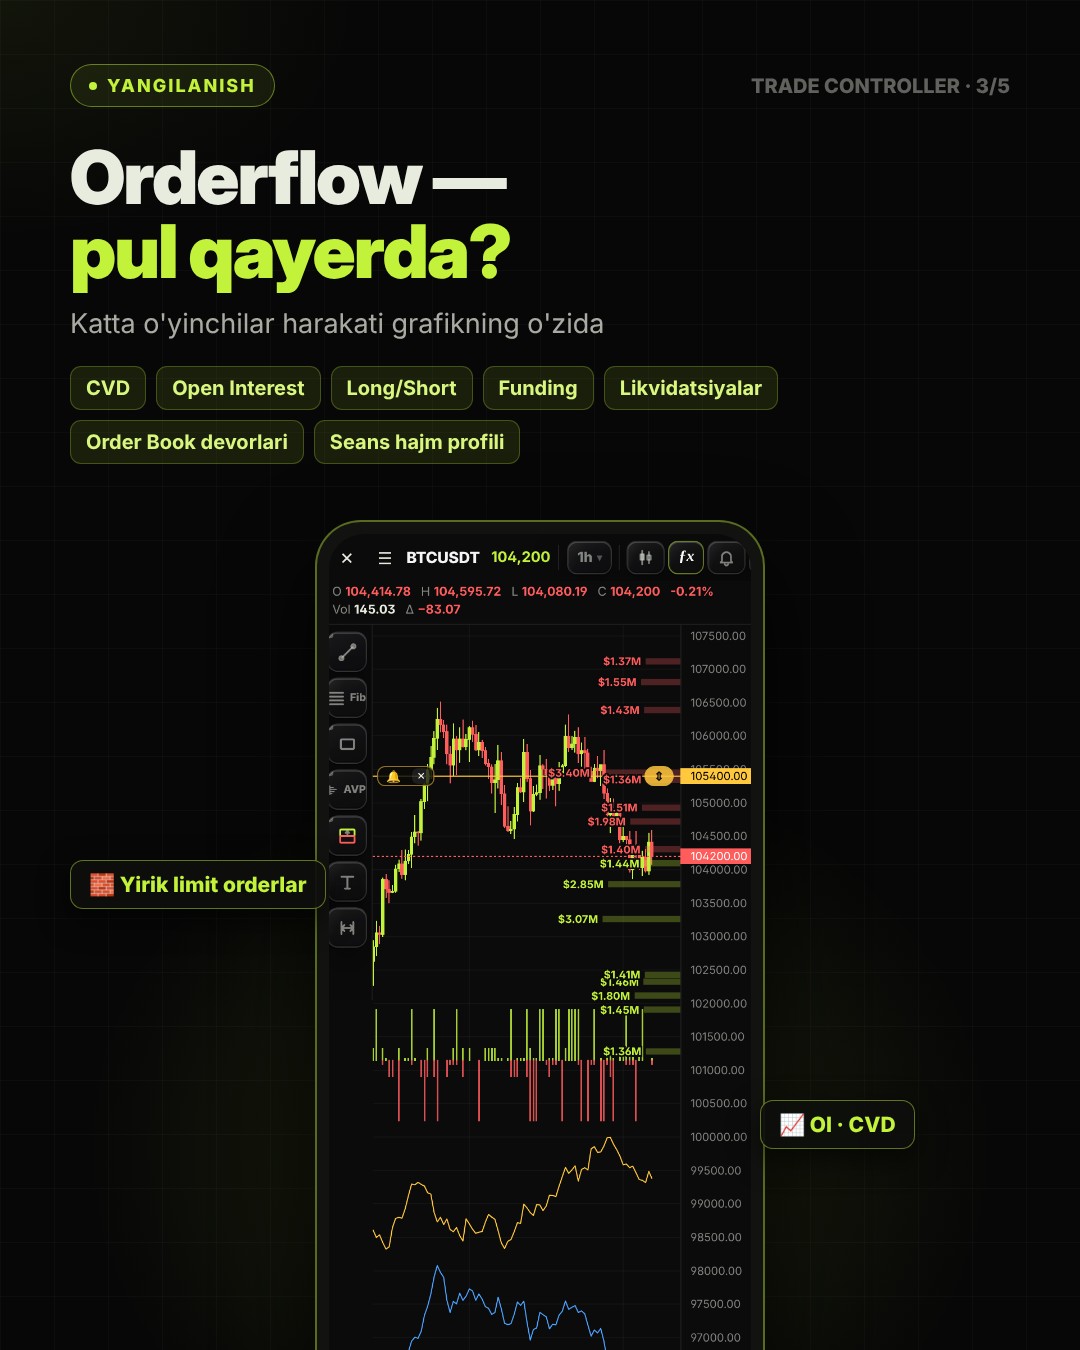 YANGILANISH
TRADE CONTROLLER · 3/5
Orderflow —
pul qayerda?
Katta o'yinchilar harakati grafikning o'zida
CVD
Open Interest
Long/Short
Funding
Likvidatsiyalar
Order Book devorlari
Seans hajm profili
BTCUSDT 104,200 1h fx
O 104,414.78 H 104,595.72 L 104,080.19 C 104,200 -0.21%
Vol 145.03 Δ −83.07
107500.00
$1.37M
107000.00
$1.55M
Fib
106500.00
$1.43M
106000.00
$3.40M
$1.36M
105400.00
AVP
105000.00
$1.51M
$1.98M
104500.00
$1.40M
104200.00
$1.44M
104000.00
🧱 Yirik limit orderlar
T
$2.85M
103500.00
$3.07M
103000.00
102500.00
$1.41M
$1.46M
$1.80M
102000.00
$1.45M
101500.00
$1.36M
101000.00
100500.00
📈 OI · CVD
100000.00
99500.00
99000.00
98500.00
98000.00
97500.00
97000.00